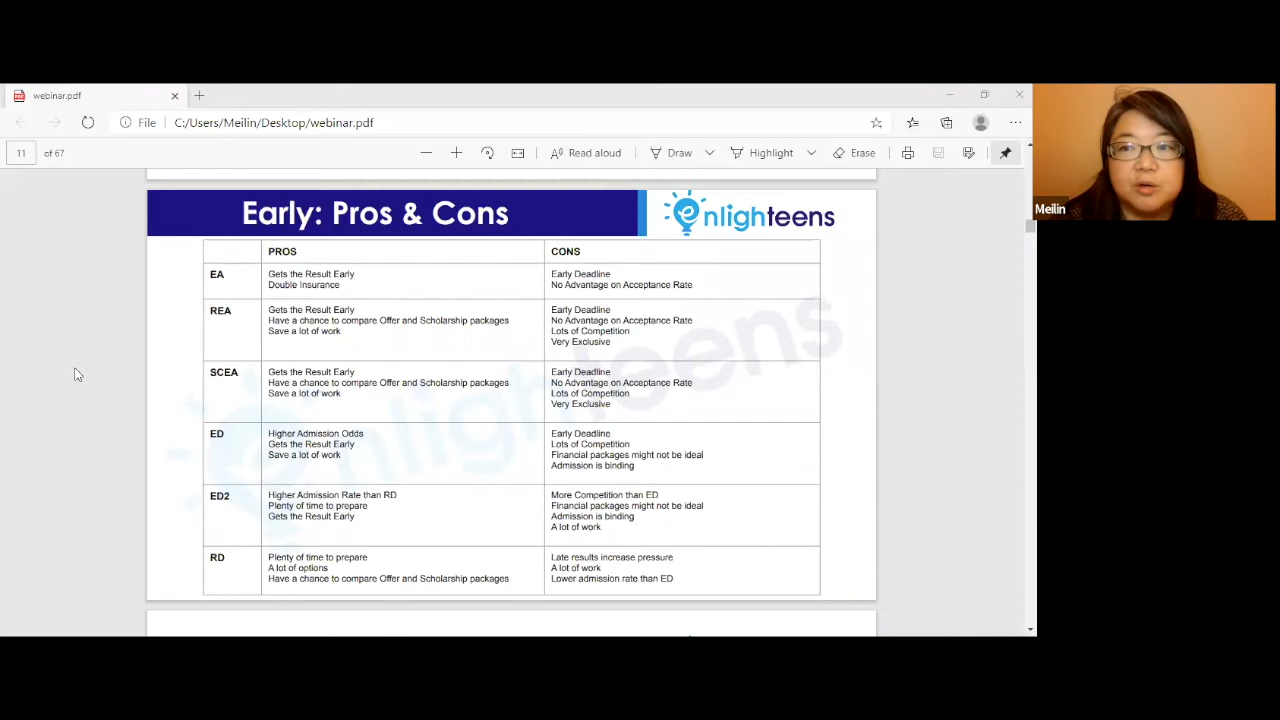 webinar.pdf
File
C:/Users/Meilin/Desktop/webinar.pdf
11
of 67
Read aloud
Draw
Highlight
Erase
Meilin
Early: Pros & Cons
enlighteens
PROS
CONS
EA
Gets the Result Early
Double Insurance
Early Deadline
No Advantage on Acceptance Rate
REA
Gets the Result Early
Have a chance to compare Offer and Scholarship packages
Save a lot of work
Early Deadline
No Advantage on Acceptance Rate
Lots of Competition
Very Exclusive
SCEA
Gets the Result Early
Have a chance to compare Offer and Scholarship packages
Save a lot of work
Early Deadline
No Advantage on Acceptance Rate
Lots of Competition
Very Exclusive
ED
Higher Admission Odds
Gets the Result Early
Save a lot of work
Early Deadline
Lots of Competition
Financial packages might not be ideal
Admission is binding
ED2
Higher Admission Rate than RD
Plenty of time to prepare
Gets the Result Early
More Competition than ED
Financial packages might not be ideal
Admission is binding
A lot of work
RD
Plenty of time to prepare
A lot of options
Have a chance to compare Offer and Scholarship packages
Late results increase pressure
A lot of work
Lower admission rate than ED
enlighteens